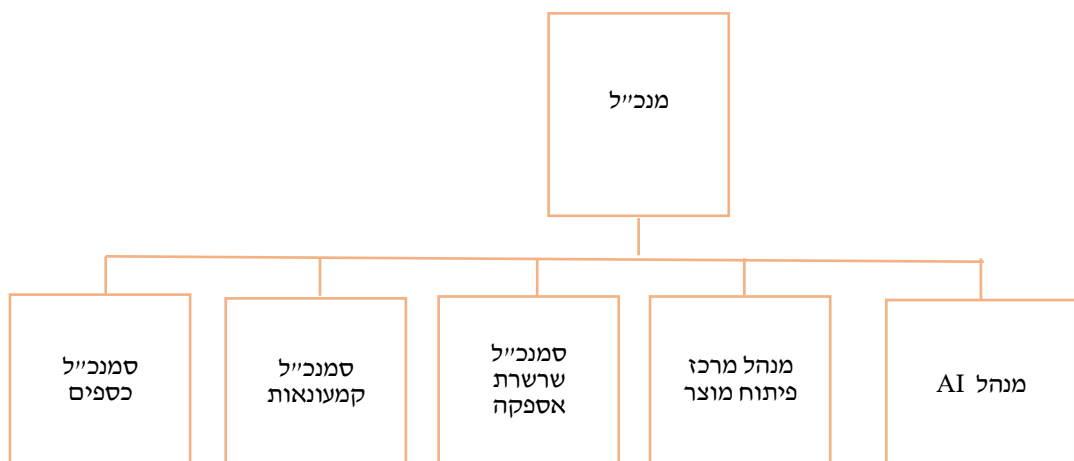 מנכ״ל
מנהל AI
מנהל מרכז
פיתוח מוצר
סמנכ״ל
שרשרת
אספקה
סמנכ״ל
קמעונאות
סמנכ״ל
כספים